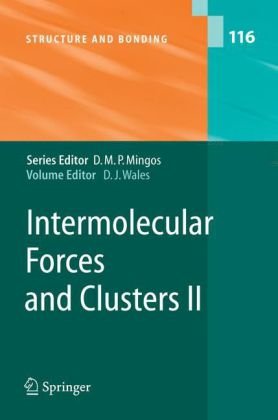 STRUCTURE AND BONDING
116
Series Editor D. M. P. Mingos
Volume Editor D. J. Wales
Intermolecular
Forces
and Clusters II
Springer